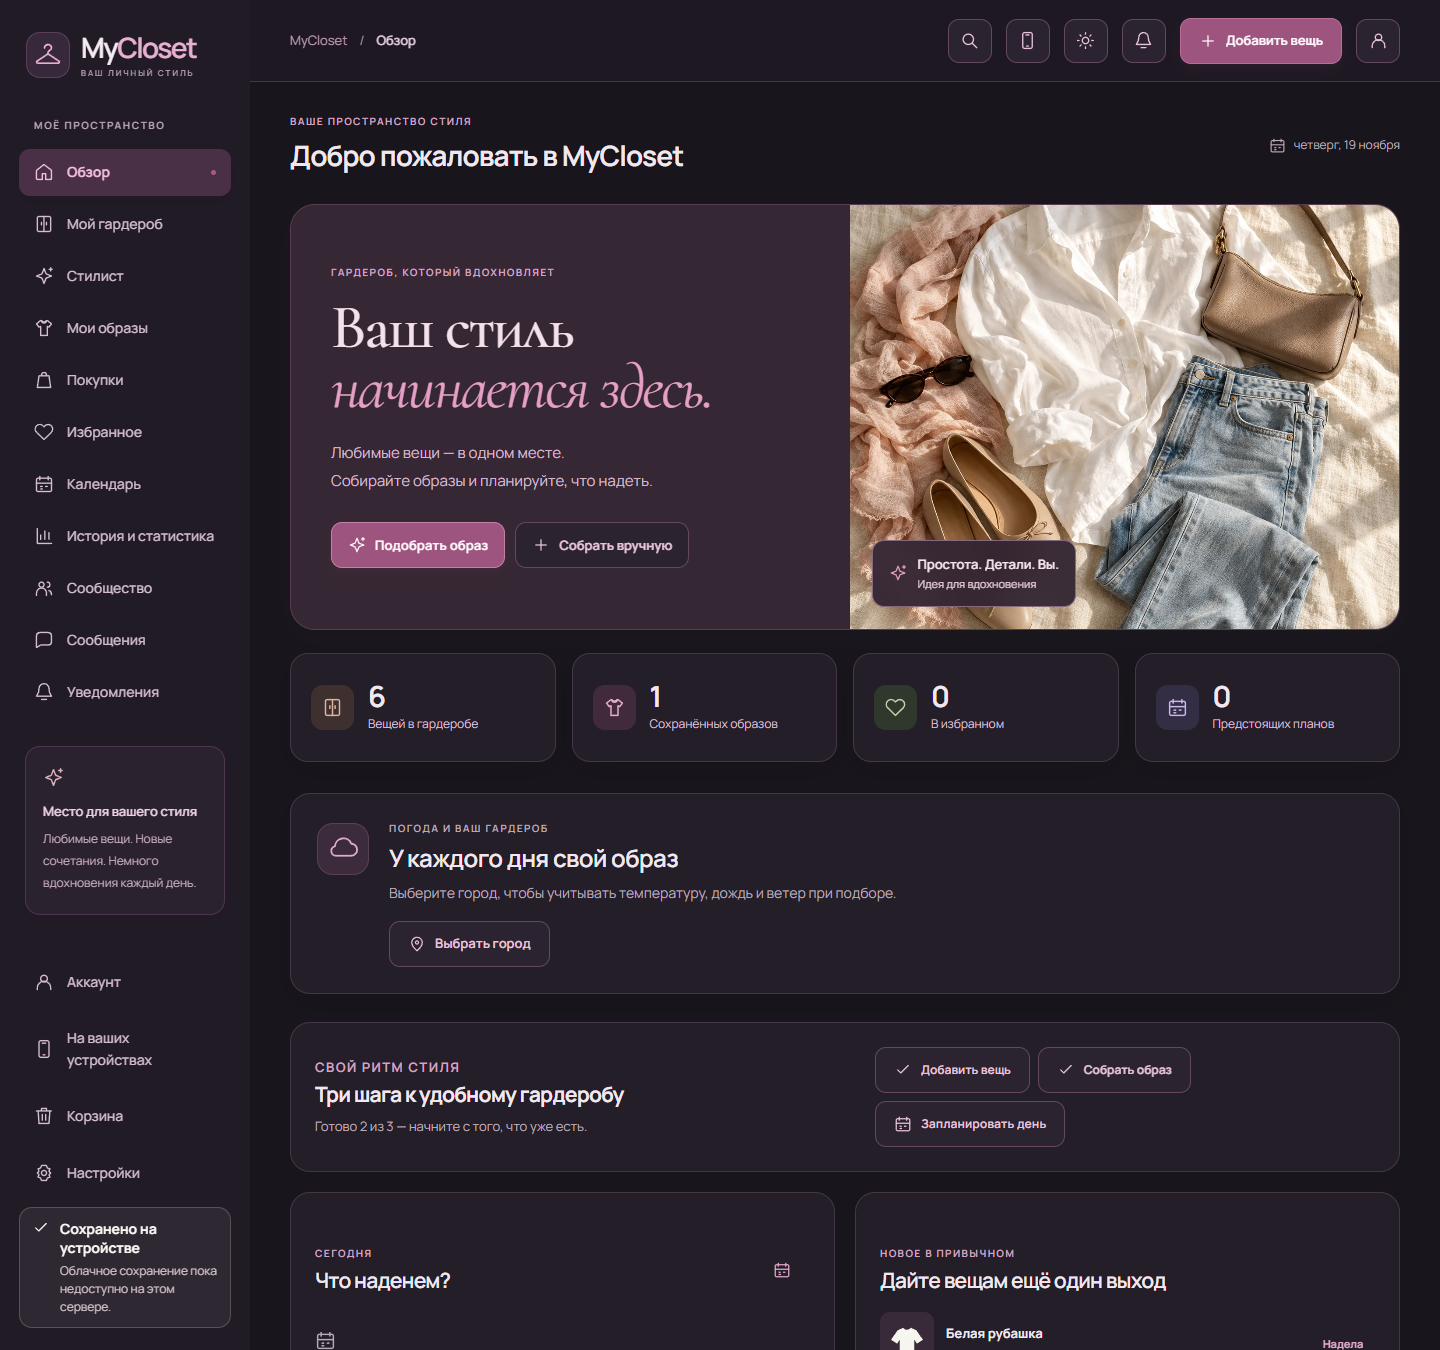 MyCloset
ВАШ ЛИЧНЫЙ СТИЛЬ
МОЁ ПРОСТРАНСТВО
Обзор
Мой гардероб
Стилист
Мои образы
Покупки
Избранное
Календарь
История и статистика
Сообщество
Сообщения
Уведомления
Место для вашего стиля
Любимые вещи. Новые
сочетания. Немного
вдохновения каждый день.
Аккаунт
На ваших
устройствах
Корзина
Настройки
Сохранено на
устройстве
Облачное сохранение пока
недоступно на этом
сервере.
MyCloset / Обзор
Добавить вещь
ВАШЕ ПРОСТРАНСТВО СТИЛЯ
Добро пожаловать в MyCloset
четверг, 19 ноября
ГАРДЕРОБ, КОТОРЫЙ ВДОХНОВЛЯЕТ
Ваш стиль
начинается здесь.
Любимые вещи — в одном месте.
Собирайте образы и планируйте, что надеть.
Подобрать образ
Собрать вручную
Простота. Детали. Вы.
Идея для вдохновения
6
Вещей в гардеробе
1
Сохранённых образов
0
В избранном
0
Предстоящих планов
ПОГОДА И ВАШ ГАРДЕРОБ
У каждого дня свой образ
Выберите город, чтобы учитывать температуру, дождь и ветер при подборе.
Выбрать город
СВОЙ РИТМ СТИЛЯ
Три шага к удобному гардеробу
Готово 2 из 3 — начните с того, что уже есть.
Добавить вещь
Собрать образ
Запланировать день
СЕГОДНЯ
Что наденем?
НОВОЕ В ПРИВЫЧНОМ
Дайте вещам ещё один выход
Белая рубашка
Надела